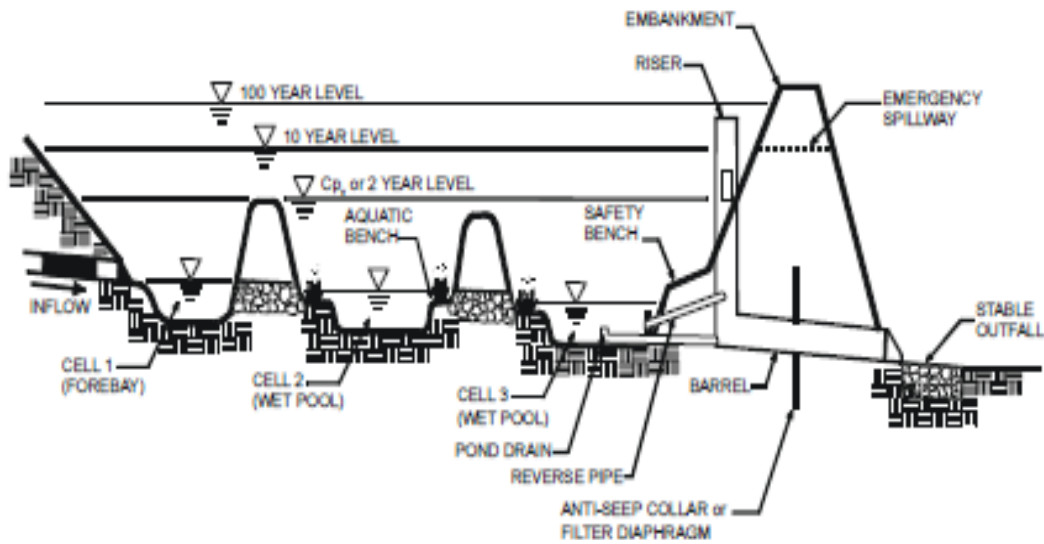 EMBANKMENT
RISER
100 YEAR LEVEL
EMERGENCY
SPILLWAY
10 YEAR LEVEL
Cpv or 2 YEAR LEVEL
AQUATIC
BENCH
SAFETY
BENCH
INFLOW
STABLE
OUTFALL
CELL 1
(FOREBAY)
CELL 2
(WET POOL)
CELL 3
(WET POOL)
BARREL
POND DRAIN
REVERSE PIPE
ANTI-SEEP COLLAR or
FILTER DIAPHRAGM